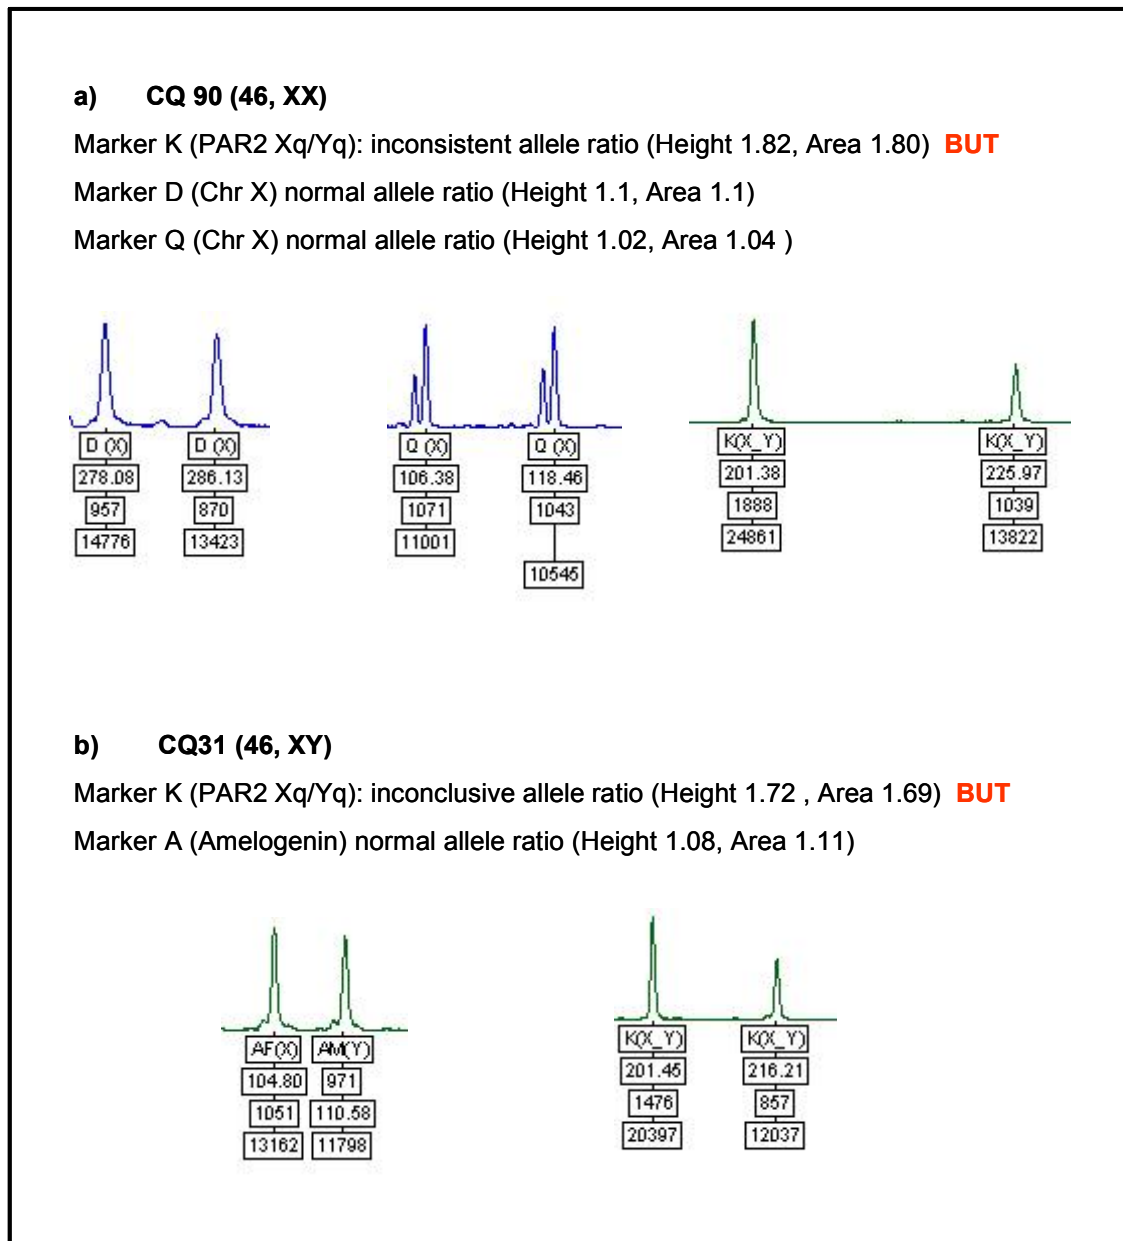 a) CQ 90 (46, XX)
Marker K (PAR2 Xq/Yq): inconsistent allele ratio (Height 1.82, Area 1.80) BUT
Marker D (Chr X) normal allele ratio (Height 1.1, Area 1.1)
Marker Q (Chr X) normal allele ratio (Height 1.02, Area 1.04 )
D (X) D (X) Q (X) Q (X) K(X_Y) K(X_Y)
278.08 286.13 106.38 118.46 201.38 225.97
957 870 1071 1043 1888 1039
14776 13423 11001 24861 13822
10545
b) CQ31 (46, XY)
Marker K (PAR2 Xq/Yq): inconclusive allele ratio (Height 1.72 , Area 1.69) BUT
Marker A (Amelogenin) normal allele ratio (Height 1.08, Area 1.11)
AF(X) AM(Y) K(X_Y) K(X_Y)
104.80 971 201.45 216.21
1051 110.58 1476 857
13162 11798 20397 12037